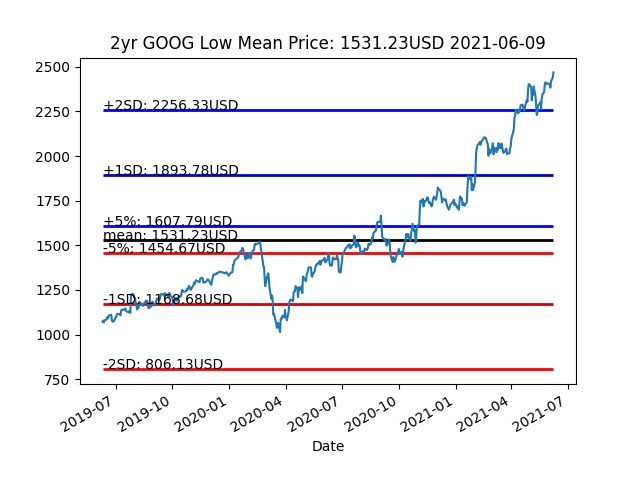 2yr GOOG Low Mean Price: 1531.23USD 2021-06-09
2500
2250
2000
1750
1500
1250
1000
750
+2SD: 2256.33USD
+1SD: 1893.78USD
+5%: 1607.79USD
mean: 1531.23USD
-5%: 1454.67USD
-1SD: 1168.68USD
-2SD: 806.13USD
2019-07
2019-10
2020-01
2020-04
2020-07
2020-10
2021-01
2021-04
2021-07
Date